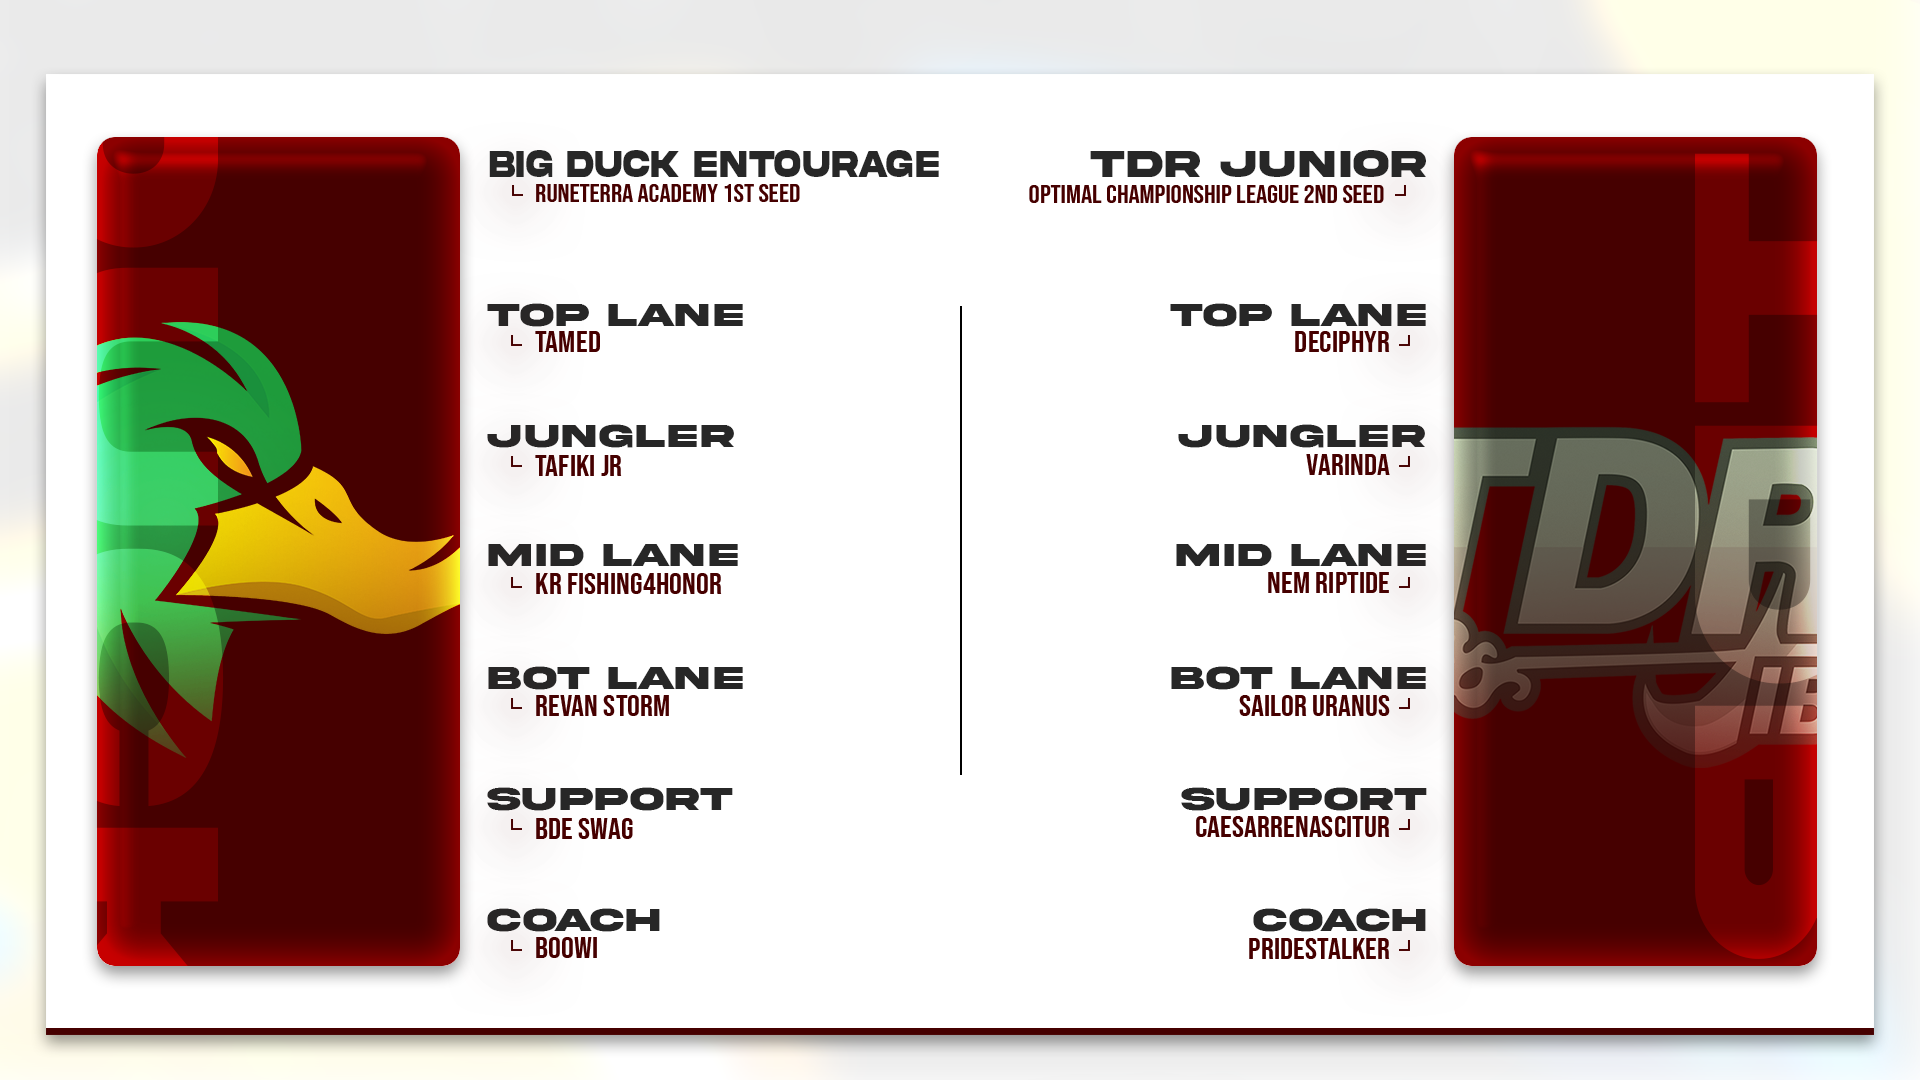 BIG DUCK ENTOURAGE
RUNETERRA ACADEMY 1ST SEED
TOP LANE
TAMED
JUNGLER
TAFIKI JR
MID LANE
KR FISHING4HONOR
BOT LANE
REVAN STORM
SUPPORT
BDE SWAG
COACH
BOOWI
TDR JUNIOR
OPTIMAL CHAMPIONSHIP LEAGUE 2ND SEED
TOP LANE
DECIPHYR
JUNGLER
VARINDA
MID LANE
NEM RIPTIDE
BOT LANE
SAILOR URANUS
SUPPORT
CAESARRENASCITUR
COACH
PRIDESTALKER
TDR